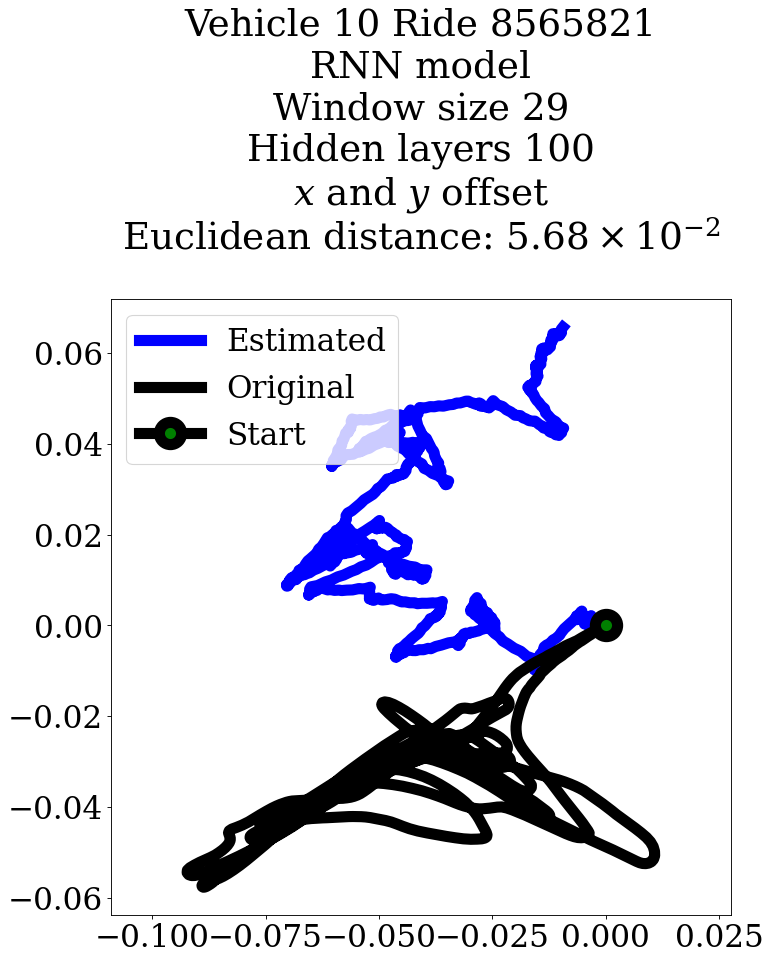 Vehicle 10 Ride 8565821
RNN model
Window size 29
Hidden layers 100
x and y offset
Euclidean distance: 5.68 × 10⁻²
Estimated
Original
Start
0.06
0.04
0.02
0.00
−0.02
−0.04
−0.06
−0.100 −0.075 −0.050 −0.025 0.000 0.025